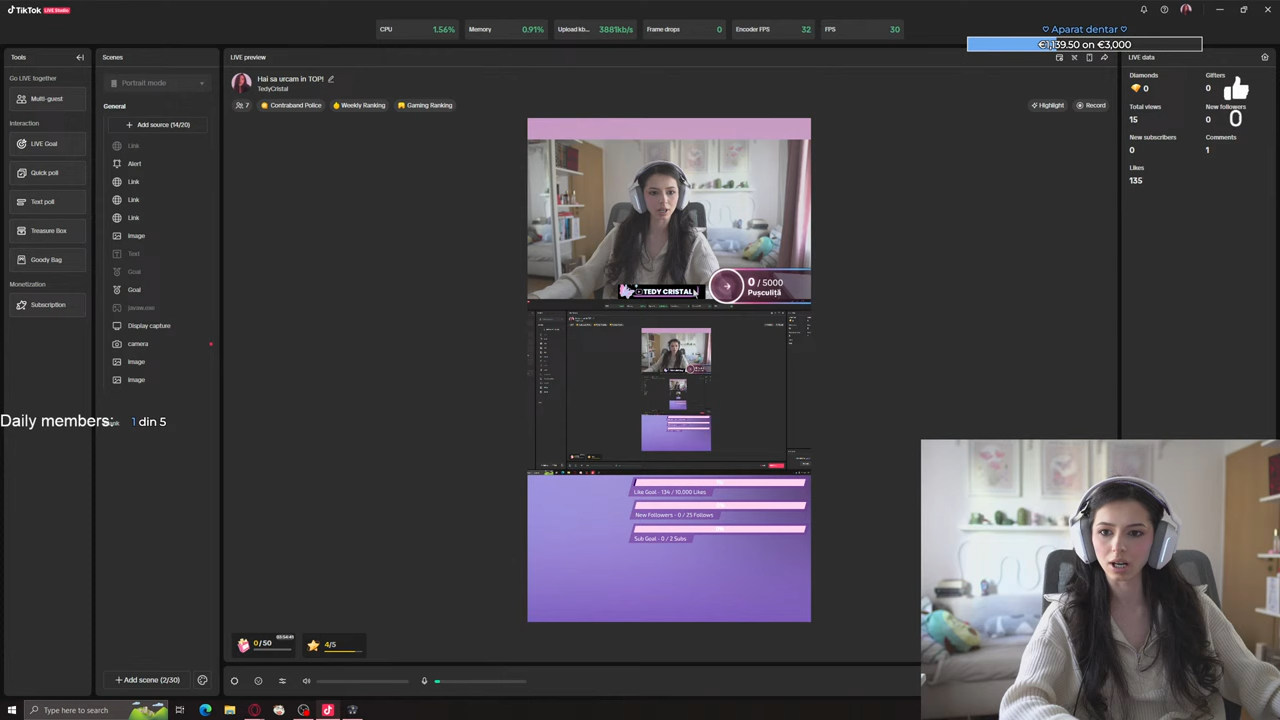 TikTok LIVE Studio
CPU 1.56%
Memory 0.91%
Upload kb... 3881kb/s
Frame drops 0
Encoder FPS 32
FPS 30
♡ Aparat dentar ♡
€1,139.50 on €3,000
Tools
Go LIVE together
Multi-guest
Interaction
LIVE Goal
Quick poll
Text poll
Treasure Box
Goody Bag
Monetization
Subscription
Scenes
Portrait mode
General
+ Add source (14/20)
Link
Alert
Link
Link
Link
Image
Text
Goal
Goal
Display capture
camera
Image
Image
Daily members: 1 din 5
+ Add scene (2/30)
LIVE preview
Hai sa urcam in TOP!
TedyCristal
7
Contraband Police
Weekly Ranking
Gaming Ranking
Highlight
Record
TEDY CRISTAL
0 / 5000
Pușculiță
Like Goal - 134 / 10,000 Likes
New Followers - 0 / 25 Follows
Sub Goal - 0 / 2 Subs
0/50
4/5
LIVE data
Diamonds
0
Gifters
0
Total views
15
New followers
0
0
New subscribers
0
Comments
1
Likes
135
Type here to search